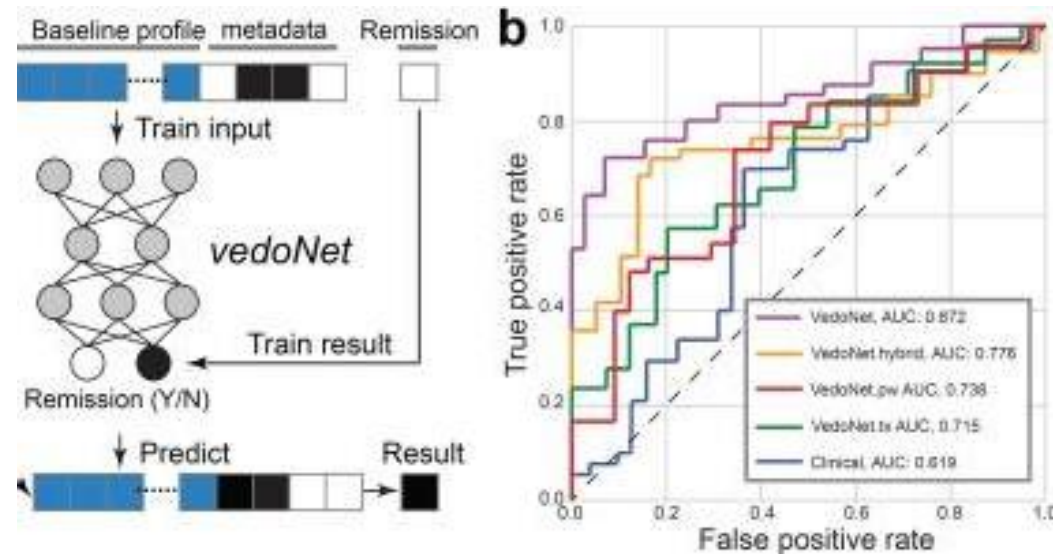 Baseline profile metadata Remission
Train input
vedoNet
Train result
Remission (Y/N)
Predict Result
b
True positive rate
1.0
0.8
0.6
0.4
0.2
0.0
0.0 0.2 0.4 0.6 0.8 1.0
False positive rate
VedoNet, AUC: 0.872
VedoNet.hybrid, AUC: 0.776
VedoNet.pw AUC, 0.738
VedoNet.tx AUC, 0.715
Clinical, AUC: 0.619